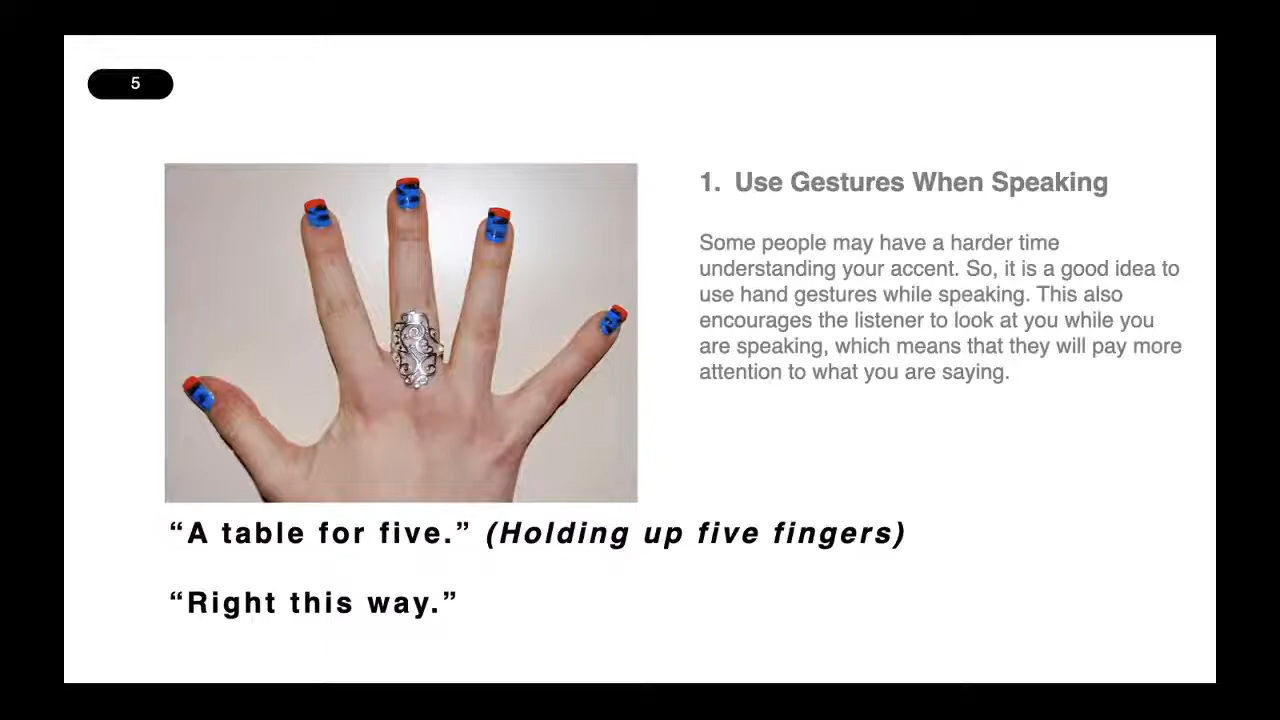 5
1. Use Gestures When Speaking
Some people may have a harder time
understanding your accent. So, it is a good idea to
use hand gestures while speaking. This also
encourages the listener to look at you while you
are speaking, which means that they will pay more
attention to what you are saying.
“A table for five.” (Holding up five fingers)
“Right this way.”